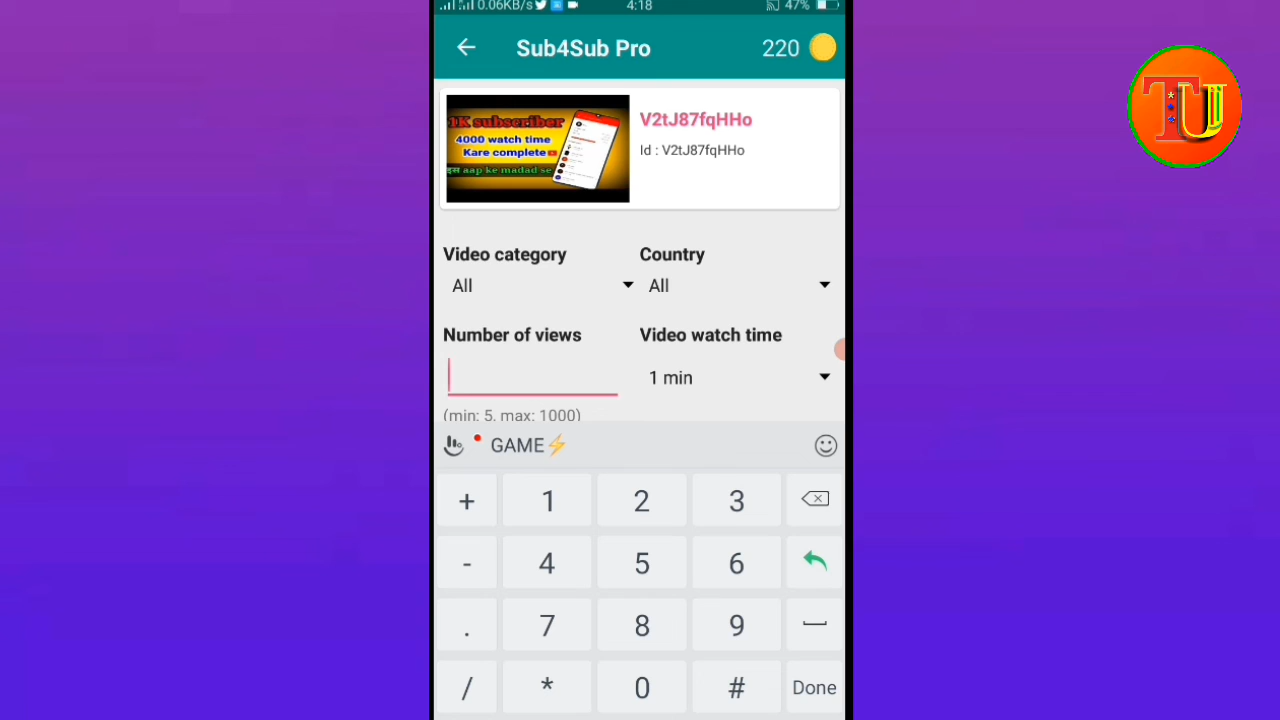 0.06KB/s 4:18 47%
Sub4Sub Pro 220
1K subscriber
4000 watch time
Kare complete
इस aap ke madad se
V2tJ87fqHHo
Id : V2tJ87fqHHo
TU
Video category Country
All All
Number of views Video watch time
1 min
(min: 5, max: 1000)
GAME⚡
+ 1 2 3
- 4 5 6
. 7 8 9
/ * 0 # Done